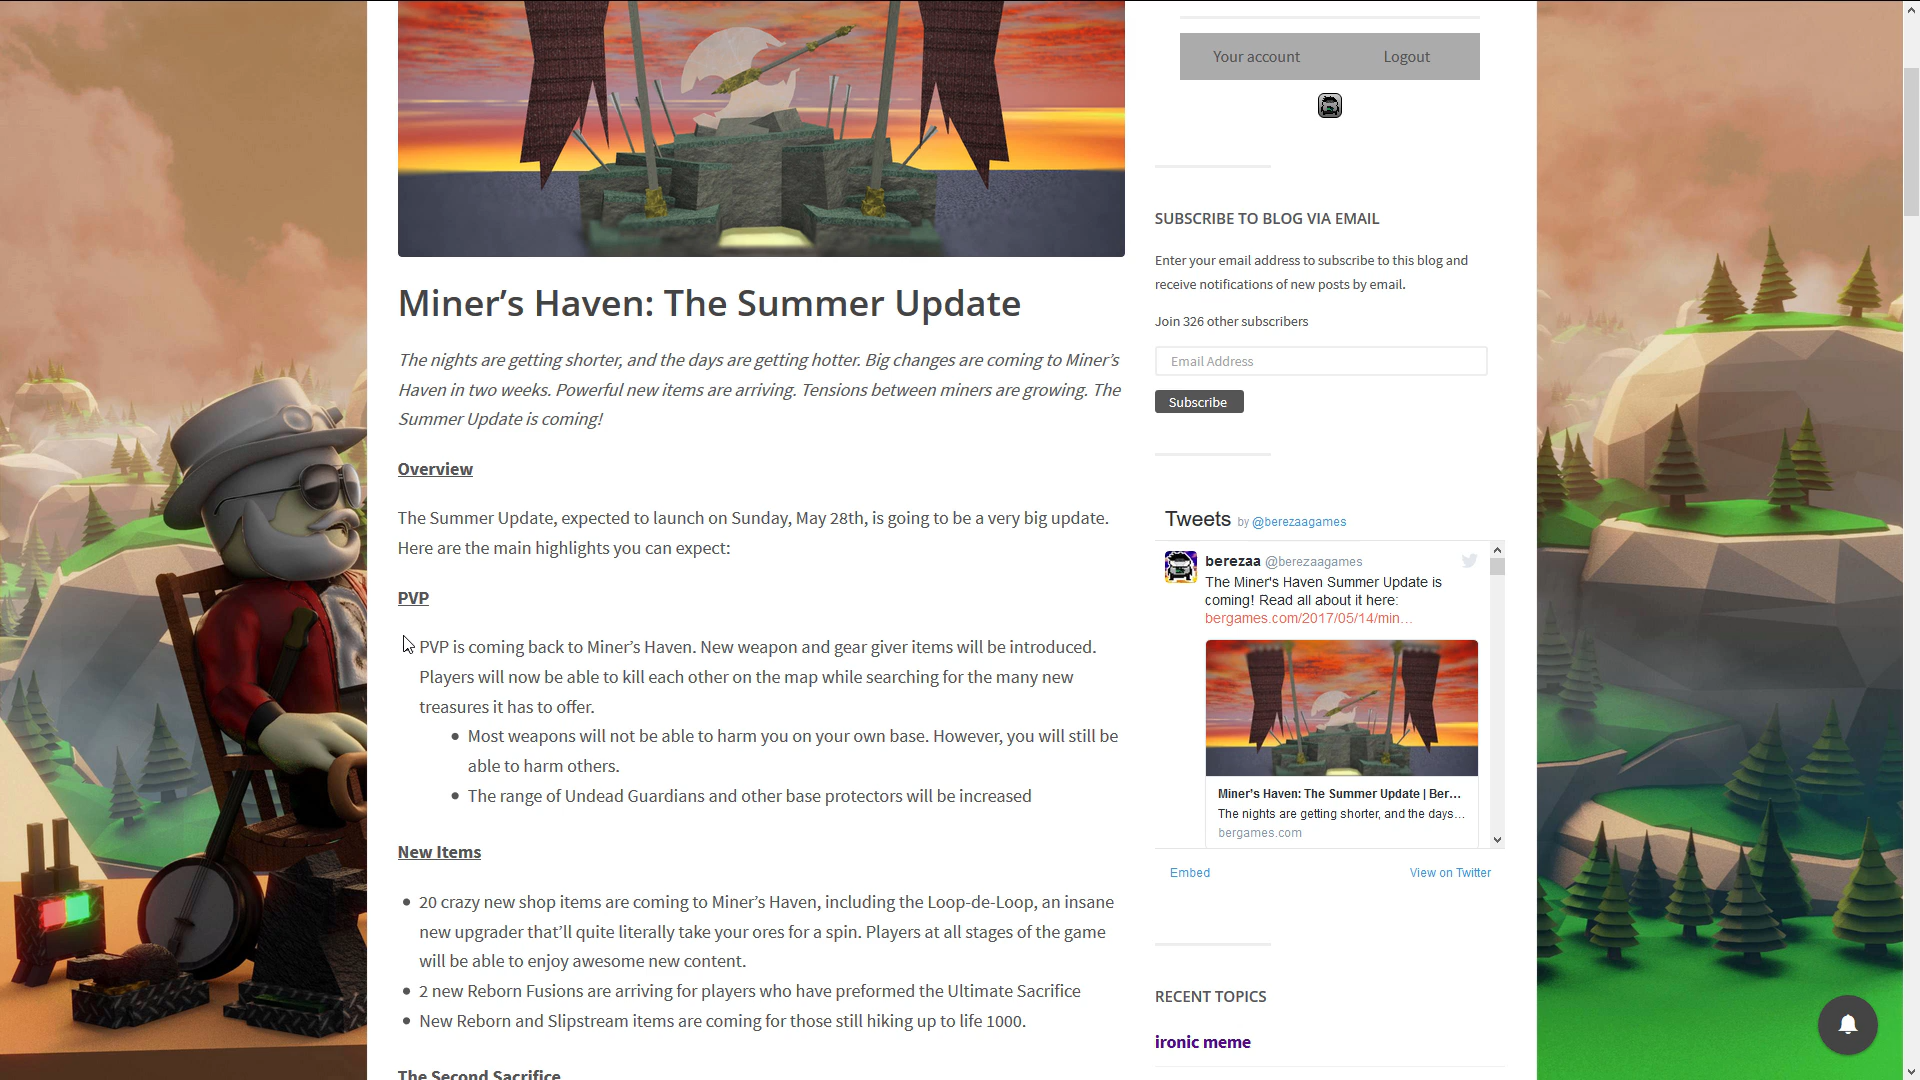 Miner’s Haven: The Summer Update
The nights are getting shorter, and the days are getting hotter. Big changes are coming to Miner’s
Haven in two weeks. Powerful new items are arriving. Tensions between miners are growing. The
Summer Update is coming!
Overview
The Summer Update, expected to launch on Sunday, May 28th, is going to be a very big update.
Here are the main highlights you can expect:
PVP
PVP is coming back to Miner’s Haven. New weapon and gear giver items will be introduced.
Players will now be able to kill each other on the map while searching for the many new
treasures it has to offer.
Most weapons will not be able to harm you on your own base. However, you will still be
able to harm others.
The range of Undead Guardians and other base protectors will be increased
New Items
20 crazy new shop items are coming to Miner’s Haven, including the Loop-de-Loop, an insane
new upgrader that’ll quite literally take your ores for a spin. Players at all stages of the game
will be able to enjoy awesome new content.
2 new Reborn Fusions are arriving for players who have preformed the Ultimate Sacrifice
New Reborn and Slipstream items are coming for those still hiking up to life 1000.
The Second Sacrifice
Your account Logout
SUBSCRIBE TO BLOG VIA EMAIL
Enter your email address to subscribe to this blog and
receive notifications of new posts by email.
Join 326 other subscribers
Email Address
Subscribe
Tweets by @berezaagames
berezaa @berezaagames
The Miner's Haven Summer Update is
coming! Read all about it here:
bergames.com/2017/05/14/min…
Miner's Haven: The Summer Update | Ber…
The nights are getting shorter, and the days…
bergames.com
Embed View on Twitter
RECENT TOPICS
ironic meme